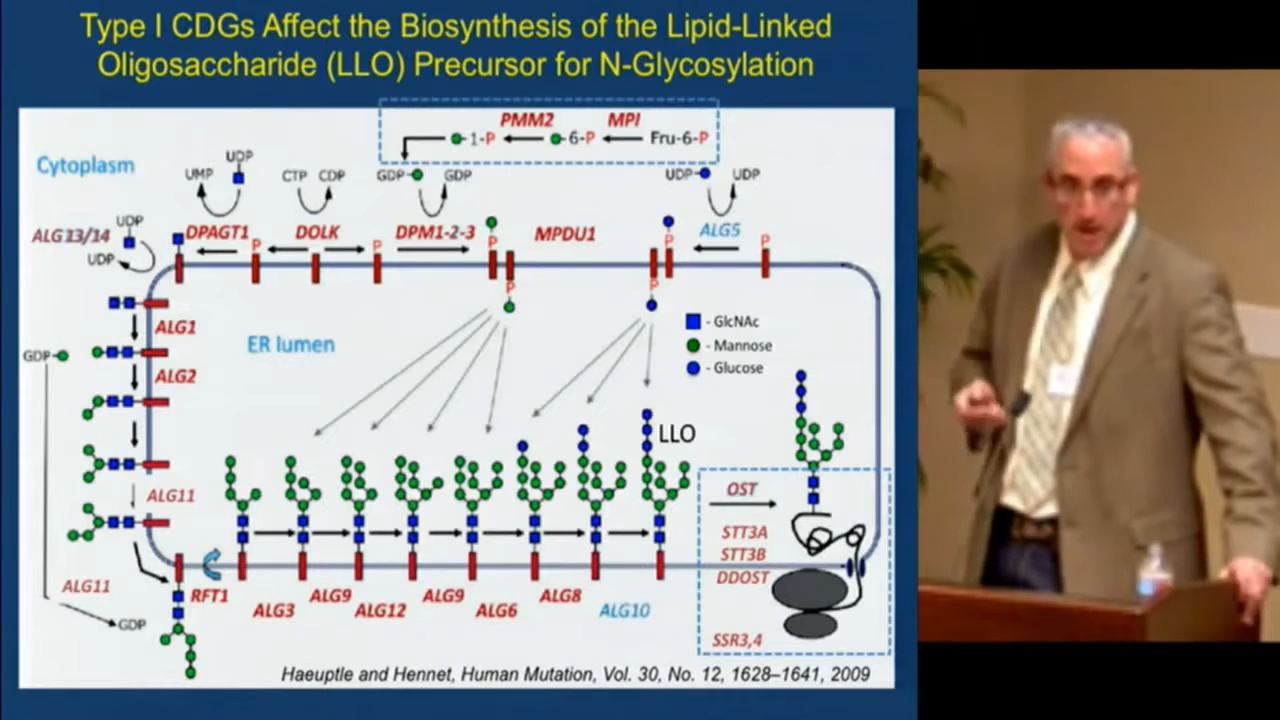 Type I CDGs Affect the Biosynthesis of the Lipid-Linked
Oligosaccharide (LLO) Precursor for N-Glycosylation
PMM2 MPI
1-P 6-P Fru-6-P
Cytoplasm
UMP UDP
CTP CDP
GDP GDP
UDP UDP
ALG13/14
UDP
UDP
DPAGT1
P
DOLK
P
DPM1-2-3
P
P
MPDU1
P
P
ALG5
P
ALG1
GDP
ALG2
ER lumen
- GlcNAc
- Mannose
- Glucose
LLO
ALG11
ALG11
GDP
RFT1
ALG3
ALG9
ALG12
ALG9
ALG6
ALG8
ALG10
OST
STT3A
STT3B
DDOST
SSR3,4
Haeuptle and Hennet, Human Mutation, Vol. 30, No. 12, 1628–1641, 2009